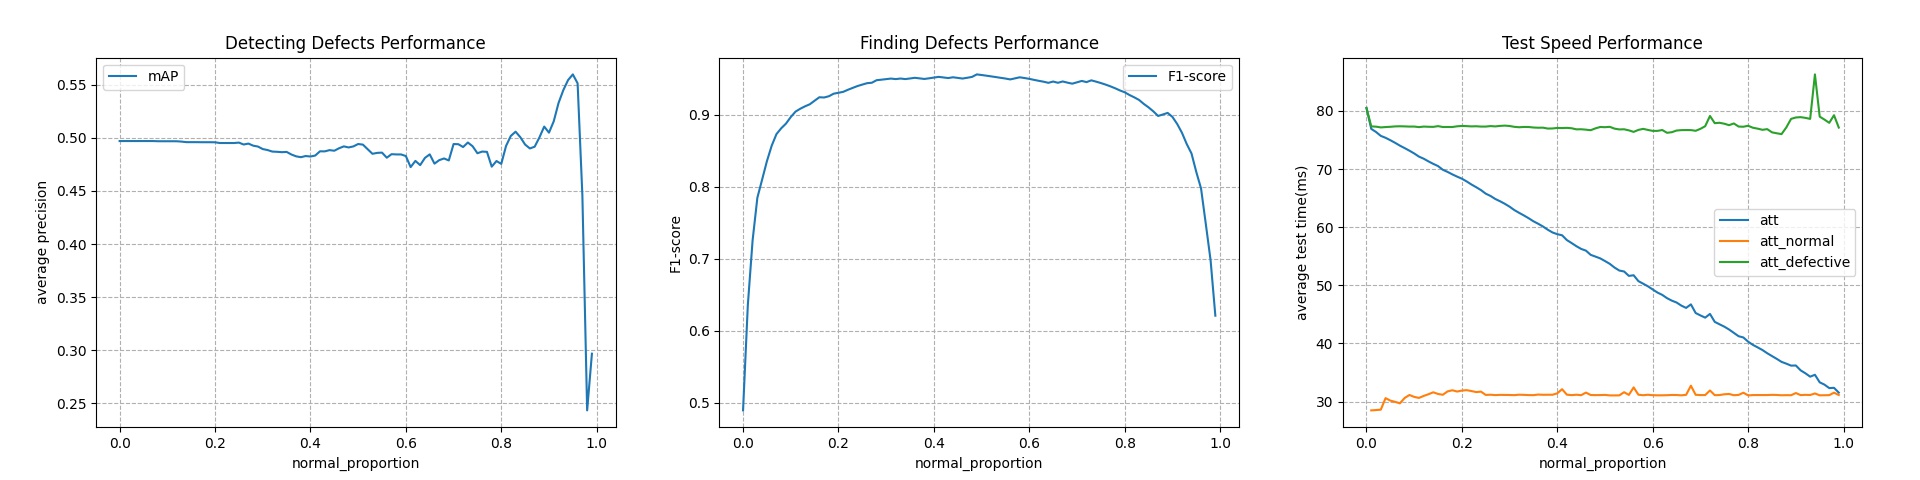 Detecting Defects Performance
mAP
0.55
0.50
0.45
0.40
0.35
0.30
0.25
average precision
0.0 0.2 0.4 0.6 0.8 1.0
normal_proportion
Finding Defects Performance
F1-score
0.9
0.8
0.7
0.6
0.5
F1-score
0.0 0.2 0.4 0.6 0.8 1.0
normal_proportion
Test Speed Performance
80
70
60
50
40
30
average test time(ms)
att
att_normal
att_defective
0.0 0.2 0.4 0.6 0.8 1.0
normal_proportion